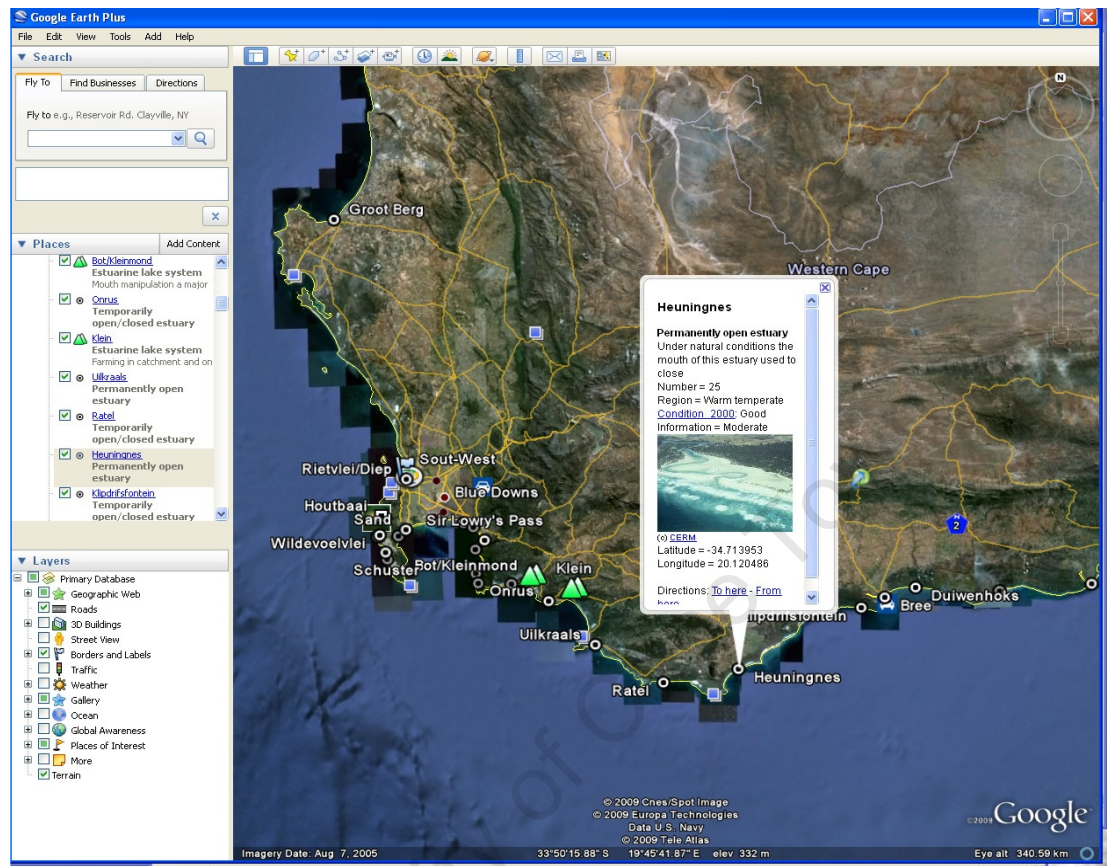 Google Earth Plus
File Edit View Tools Add Help
Search
Fly To Find Businesses Directions
Fly to e.g., Reservoir Rd. Clayville, NY
Places Add Content
Bot/Kleinmond
Estuarine lake system
Mouth manipulation a major
Onrus
Temporarily
open/closed estuary
Klein
Estuarine lake system
Farming in catchment and on
Uilkraals
Permanently open
estuary
Ratel
Temporarily
open/closed estuary
Heuningnes
Permanently open
estuary
Klipdrifsfontein
Temporarily
open/closed estuary
Layers
Primary Database
Geographic Web
Roads
3D Buildings
Street View
Borders and Labels
Traffic
Weather
Gallery
Ocean
Global Awareness
Places of Interest
More
Terrain
N
Groot Berg
Western Cape
Heuningnes
Permanently open estuary
Under natural conditions the
mouth of this estuary used to
close
Number = 25
Region = Warm temperate
Condition 2000: Good
Information = Moderate
(c) CERM
Latitude = -34.713953
Longitude = 20.120486
Directions: To here - From
here
Sout-West
Rietvlei/Diep
Blue Downs
Houtbaai
Sand
Sir Lowry's Pass
Wildevoelvlei
Schuster
Bot/Kleinmond
Klein
Onrus
N
2
Duiwenhoks
Bree
Klipdrifsfontein
Uilkraals
Heuningnes
Ratel
© 2009 Cnes/Spot Image
© 2009 Europa Technologies
Data U.S. Navy
© 2009 Tele Atlas
©2009 Google
Imagery Date: Aug 7, 2005 33°50'15.88" S 19°45'41.87" E elev 332 m Eye alt 340.59 km